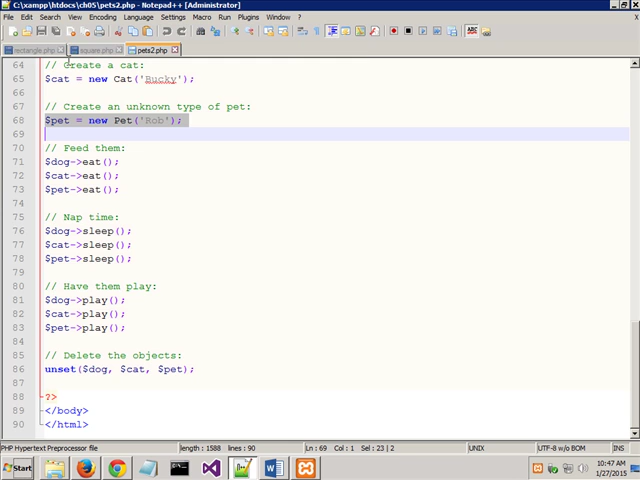 C:\xampp\htdocs\ch05\pets2.php - Notepad++ [Administrator]
File Edit Search View Encoding Language Settings Macro Run Plugins Window ?
rectangle.php square.php pets2.php
64 // Create a cat:
65 $cat = new Cat('Bucky');
66
67 // Create an unknown type of pet:
68 $pet = new Pet('Rob');
69
70 // Feed them:
71 $dog->eat();
72 $cat->eat();
73 $pet->eat();
74
75 // Nap time:
76 $dog->sleep();
77 $cat->sleep();
78 $pet->sleep();
79
80 // Have them play:
81 $dog->play();
82 $cat->play();
83 $pet->play();
84
85 // Delete the objects:
86 unset($dog, $cat, $pet);
87
88 ?>
89 </body>
90 </html>
PHP Hypertext Preprocessor file length : 1588 lines : 90 Ln : 69 Col : 1 Sel : 23 | 2 UNIX UTF-8 w/o BOM INS
Start
10:47 AM
1/27/2015